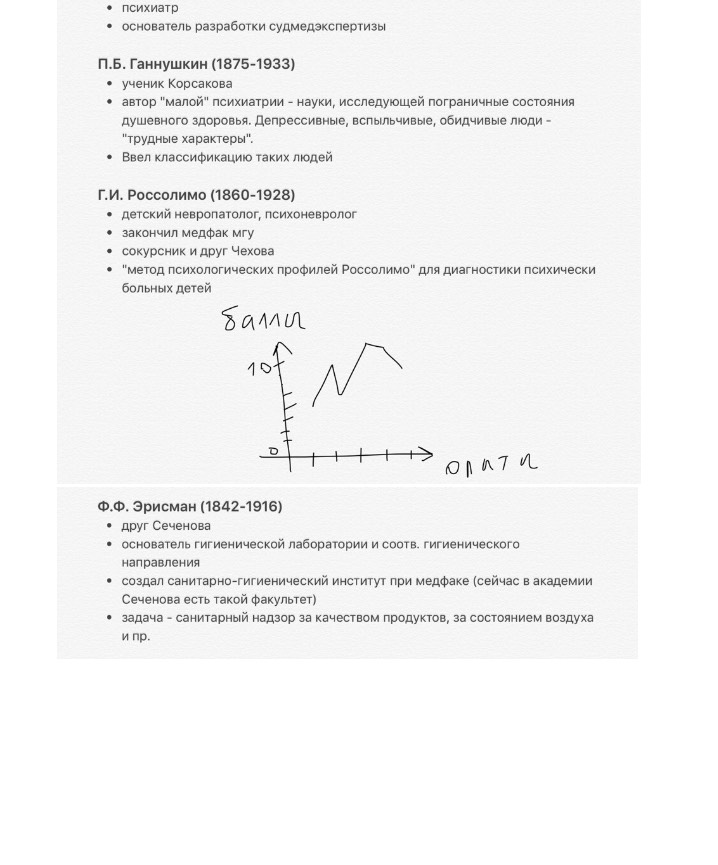 • психиатр
• основатель разработки судмедэкспертизы
П.Б. Ганнушкин (1875-1933)
• ученик Корсакова
• автор "малой" психиатрии - науки, исследующей пограничные состояния
душевного здоровья. Депрессивные, вспыльчивые, обидчивые люди -
"трудные характеры".
• Ввел классификацию таких людей
Г.И. Россолимо (1860-1928)
• детский невропатолог, психоневролог
• закончил медфак мгу
• сокурсник и друг Чехова
• "метод психологических профилей Россолимо" для диагностики психически
больных детей
баллы
10
0
опыты
Ф.Ф. Эрисман (1842-1916)
• друг Сеченова
• основатель гигиенической лаборатории и соотв. гигиенического
направления
• создал санитарно-гигиенический институт при медфаке (сейчас в академии
Сеченова есть такой факультет)
• задача - санитарный надзор за качеством продуктов, за состоянием воздуха
и пр.